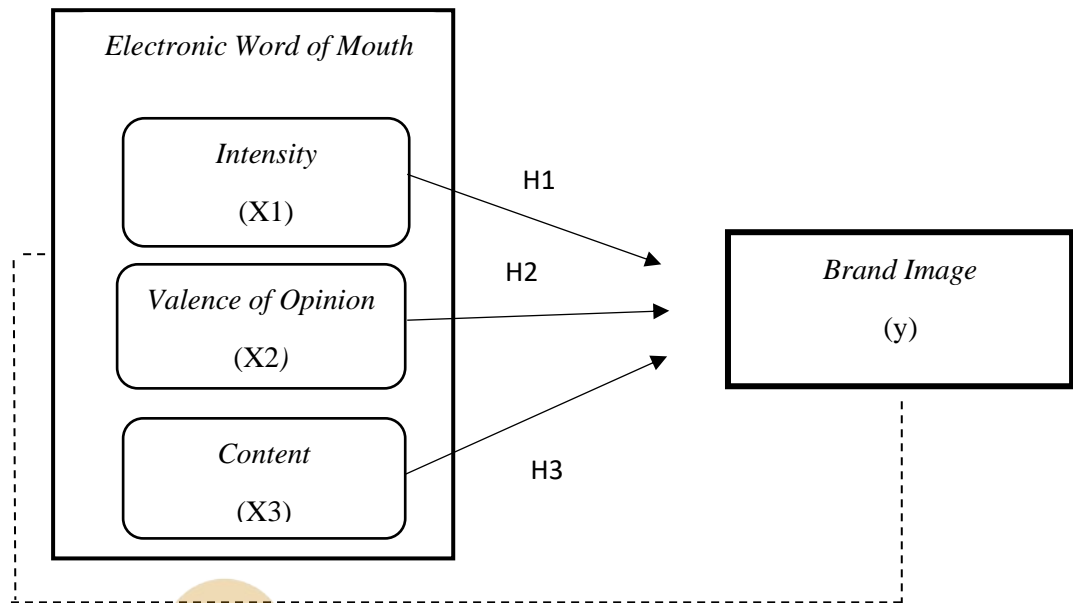 Electronic Word of Mouth
Intensity
(X1)
H1
Valence of Opinion
(X2)
H2
Content
(X3)
H3
Brand Image
(y)